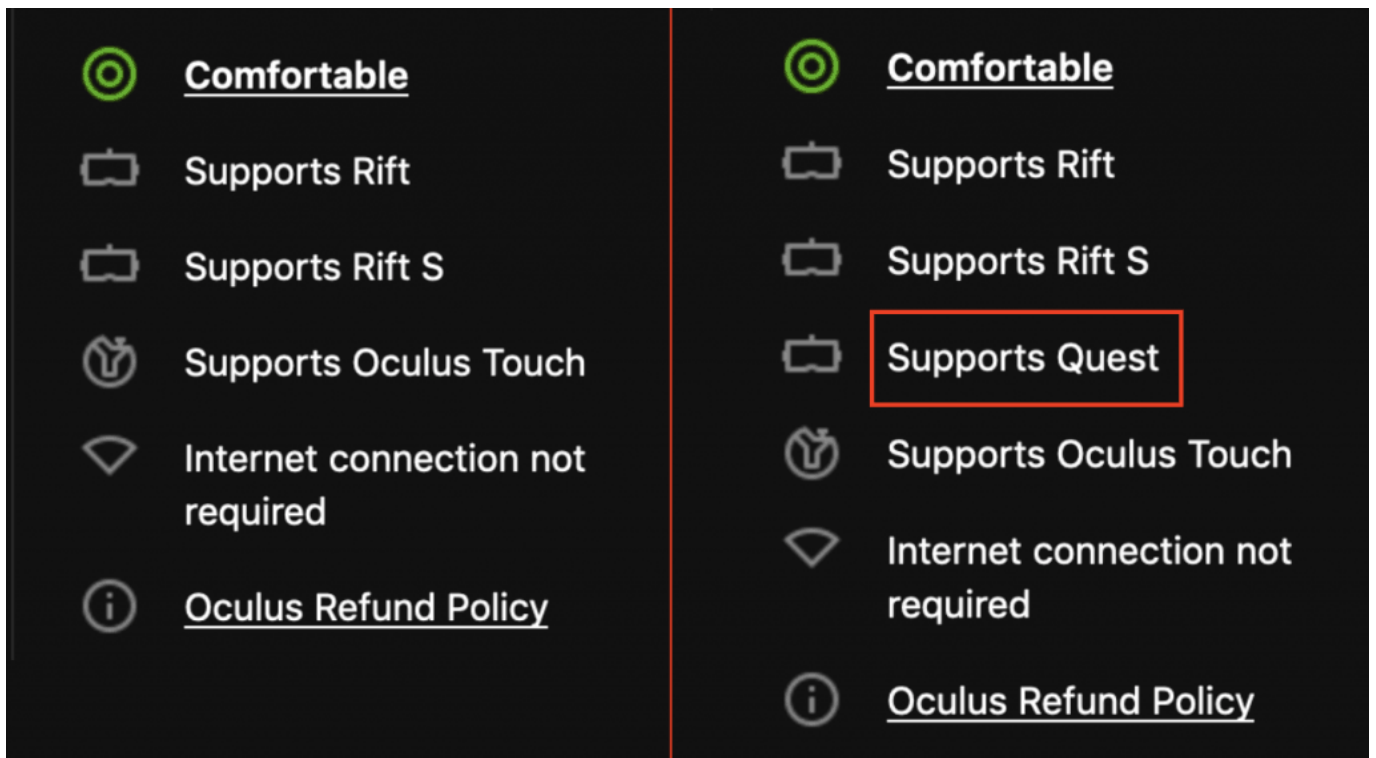 Comfortable
Supports Rift
Supports Rift S
Supports Oculus Touch
Internet connection not
required
Oculus Refund Policy
Comfortable
Supports Rift
Supports Rift S
Supports Quest
Supports Oculus Touch
Internet connection not
required
Oculus Refund Policy